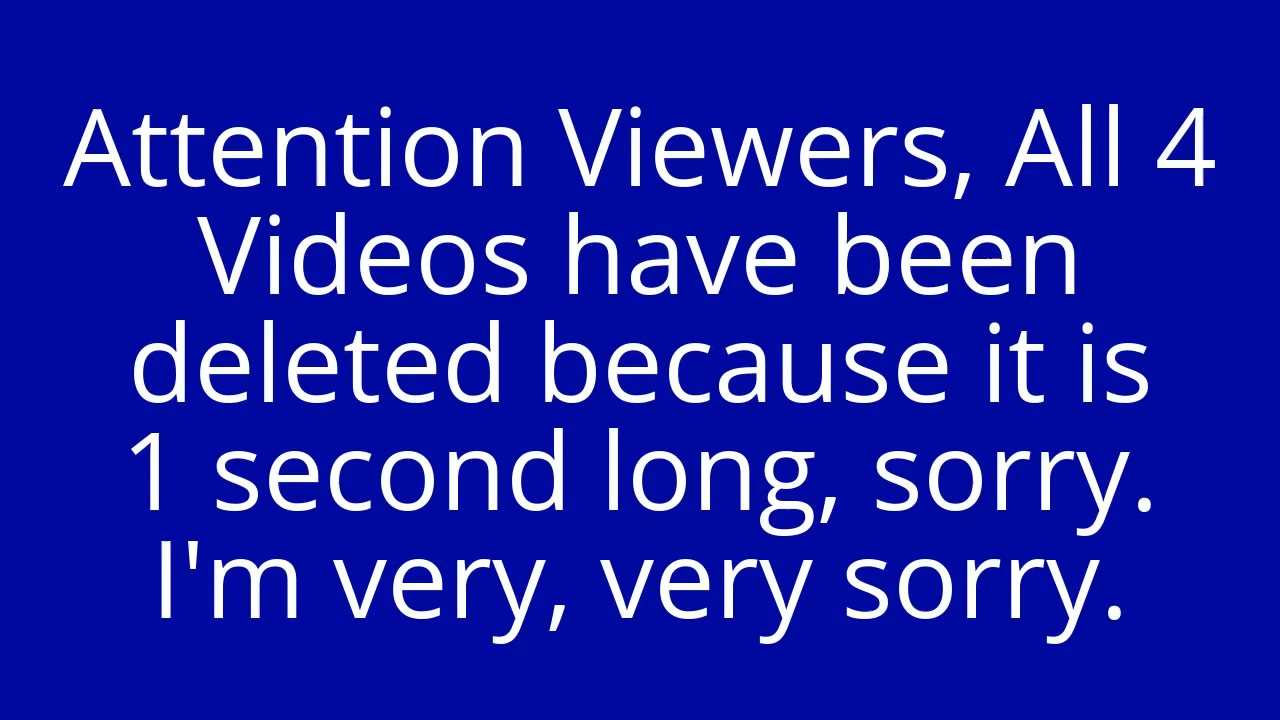 Attention Viewers, All 4
Videos have been
deleted because it is
1 second long, sorry.
I'm very, very sorry.